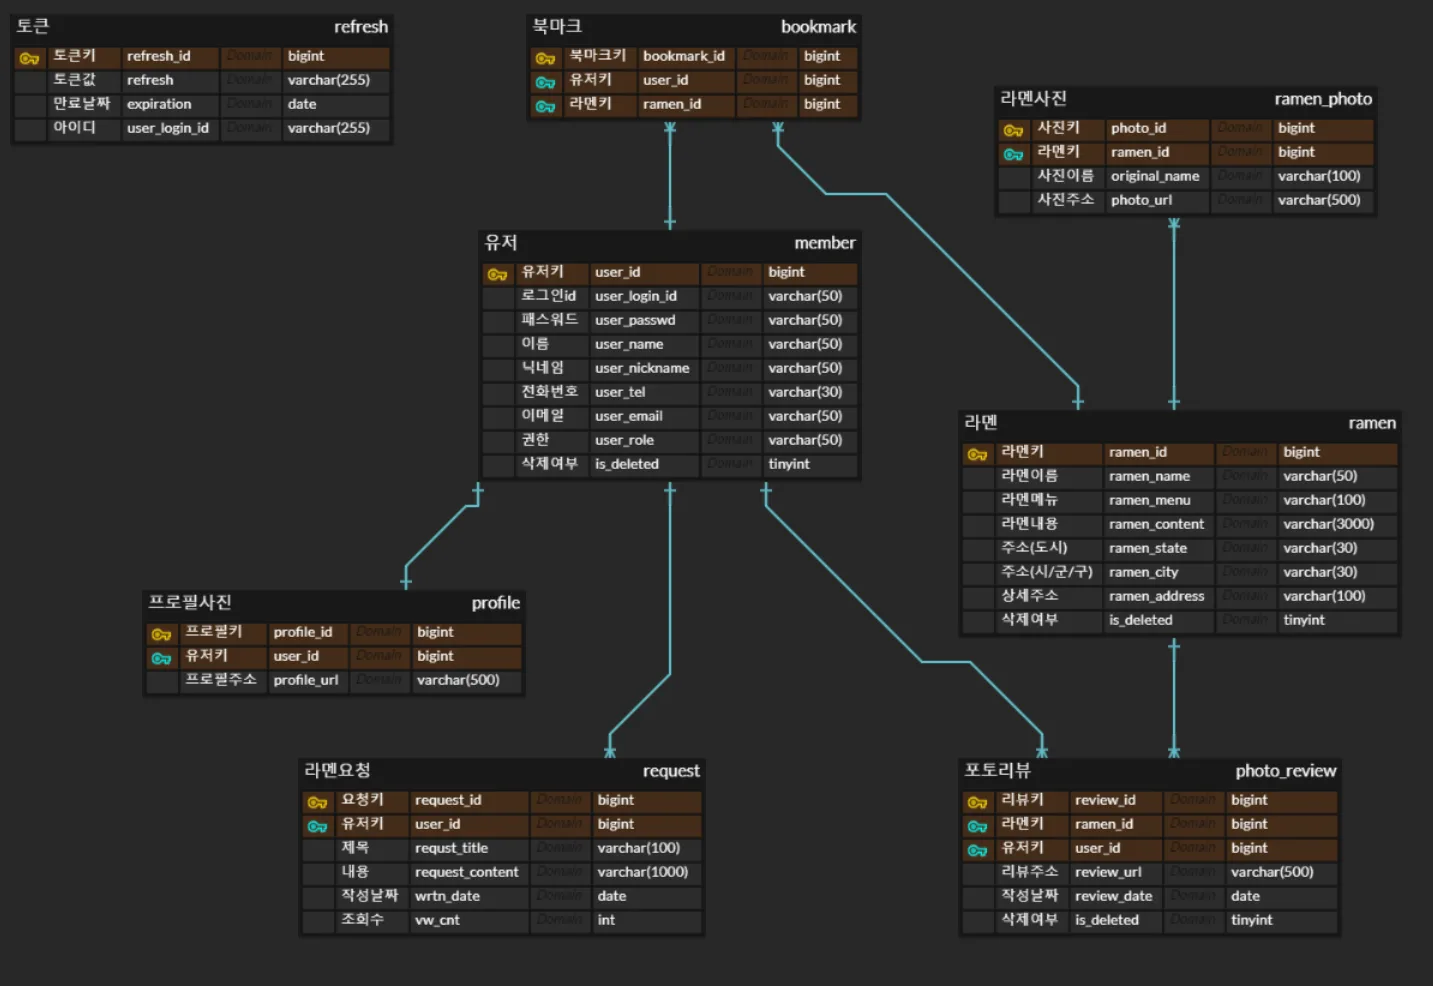 토큰 refresh
토큰키 refresh_id Domain bigint
토큰값 refresh Domain varchar(255)
만료날짜 expiration Domain date
아이디 user_login_id Domain varchar(255)
북마크 bookmark
북마크키 bookmark_id Domain bigint
유저키 user_id Domain bigint
라멘키 ramen_id Domain bigint
라멘사진 ramen_photo
사진키 photo_id Domain bigint
라멘키 ramen_id Domain bigint
사진이름 original_name Domain varchar(100)
사진주소 photo_url Domain varchar(500)
유저 member
유저키 user_id Domain bigint
로그인id user_login_id Domain varchar(50)
패스워드 user_passwd Domain varchar(50)
이름 user_name Domain varchar(50)
닉네임 user_nickname Domain varchar(50)
전화번호 user_tel Domain varchar(30)
이메일 user_email Domain varchar(50)
권한 user_role Domain varchar(50)
삭제여부 is_deleted Domain tinyint
라멘 ramen
라멘키 ramen_id Domain bigint
라멘이름 ramen_name Domain varchar(50)
라멘메뉴 ramen_menu Domain varchar(100)
라멘내용 ramen_content Domain varchar(3000)
주소(도시) ramen_state Domain varchar(30)
주소(시/군/구) ramen_city Domain varchar(30)
상세주소 ramen_address Domain varchar(100)
삭제여부 is_deleted Domain tinyint
프로필사진 profile
프로필키 profile_id Domain bigint
유저키 user_id Domain bigint
프로필주소 profile_url Domain varchar(500)
라멘요청 request
요청키 request_id Domain bigint
유저키 user_id Domain bigint
제목 requst_title Domain varchar(100)
내용 request_content Domain varchar(1000)
작성날짜 wrtn_date Domain date
조회수 vw_cnt Domain int
포토리뷰 photo_review
리뷰키 review_id Domain bigint
라멘키 ramen_id Domain bigint
유저키 user_id Domain bigint
리뷰주소 review_url Domain varchar(500)
작성날짜 review_date Domain date
삭제여부 is_deleted Domain tinyint